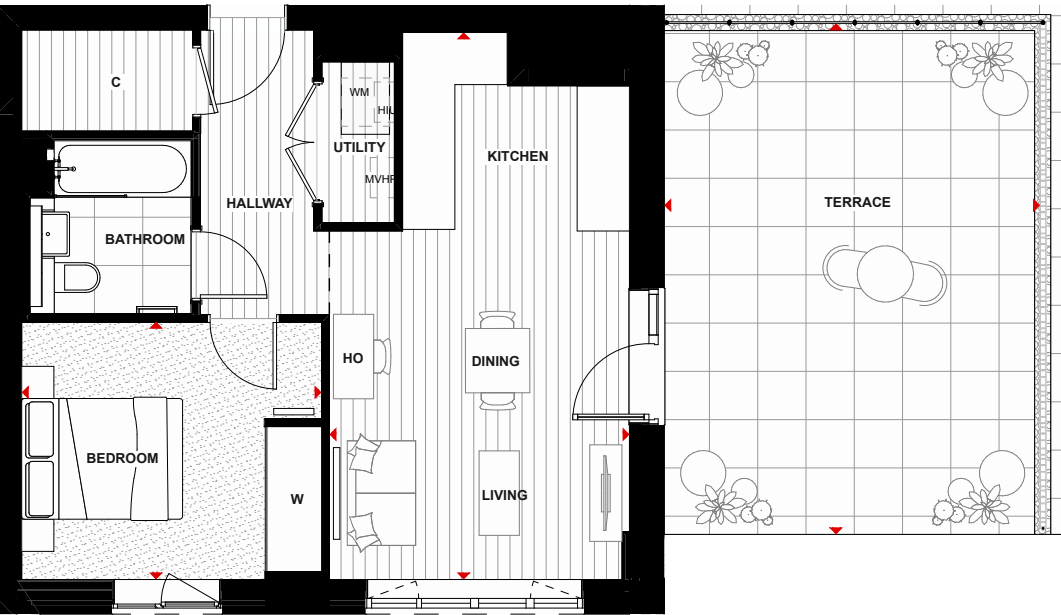 C
WM
HIU
UTILITY
MVHR
KITCHEN
HALLWAY
TERRACE
BATHROOM
HO
DINING
BEDROOM
LIVING
W